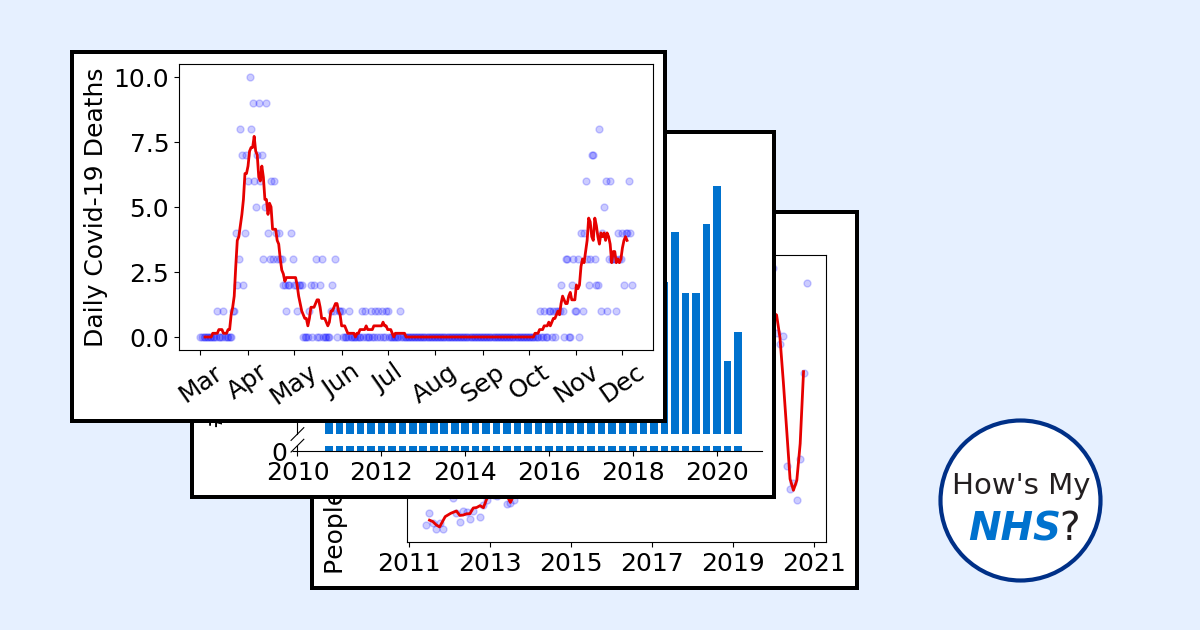 Daily Covid-19 Deaths
10.0
7.5
5.0
2.5
0.0
Mar Apr May Jun Jul Aug Sep Oct Nov Dec
0
2010 2012 2014 2016 2018 2020
People
2011 2013 2015 2017 2019 2021
How's My
NHS?